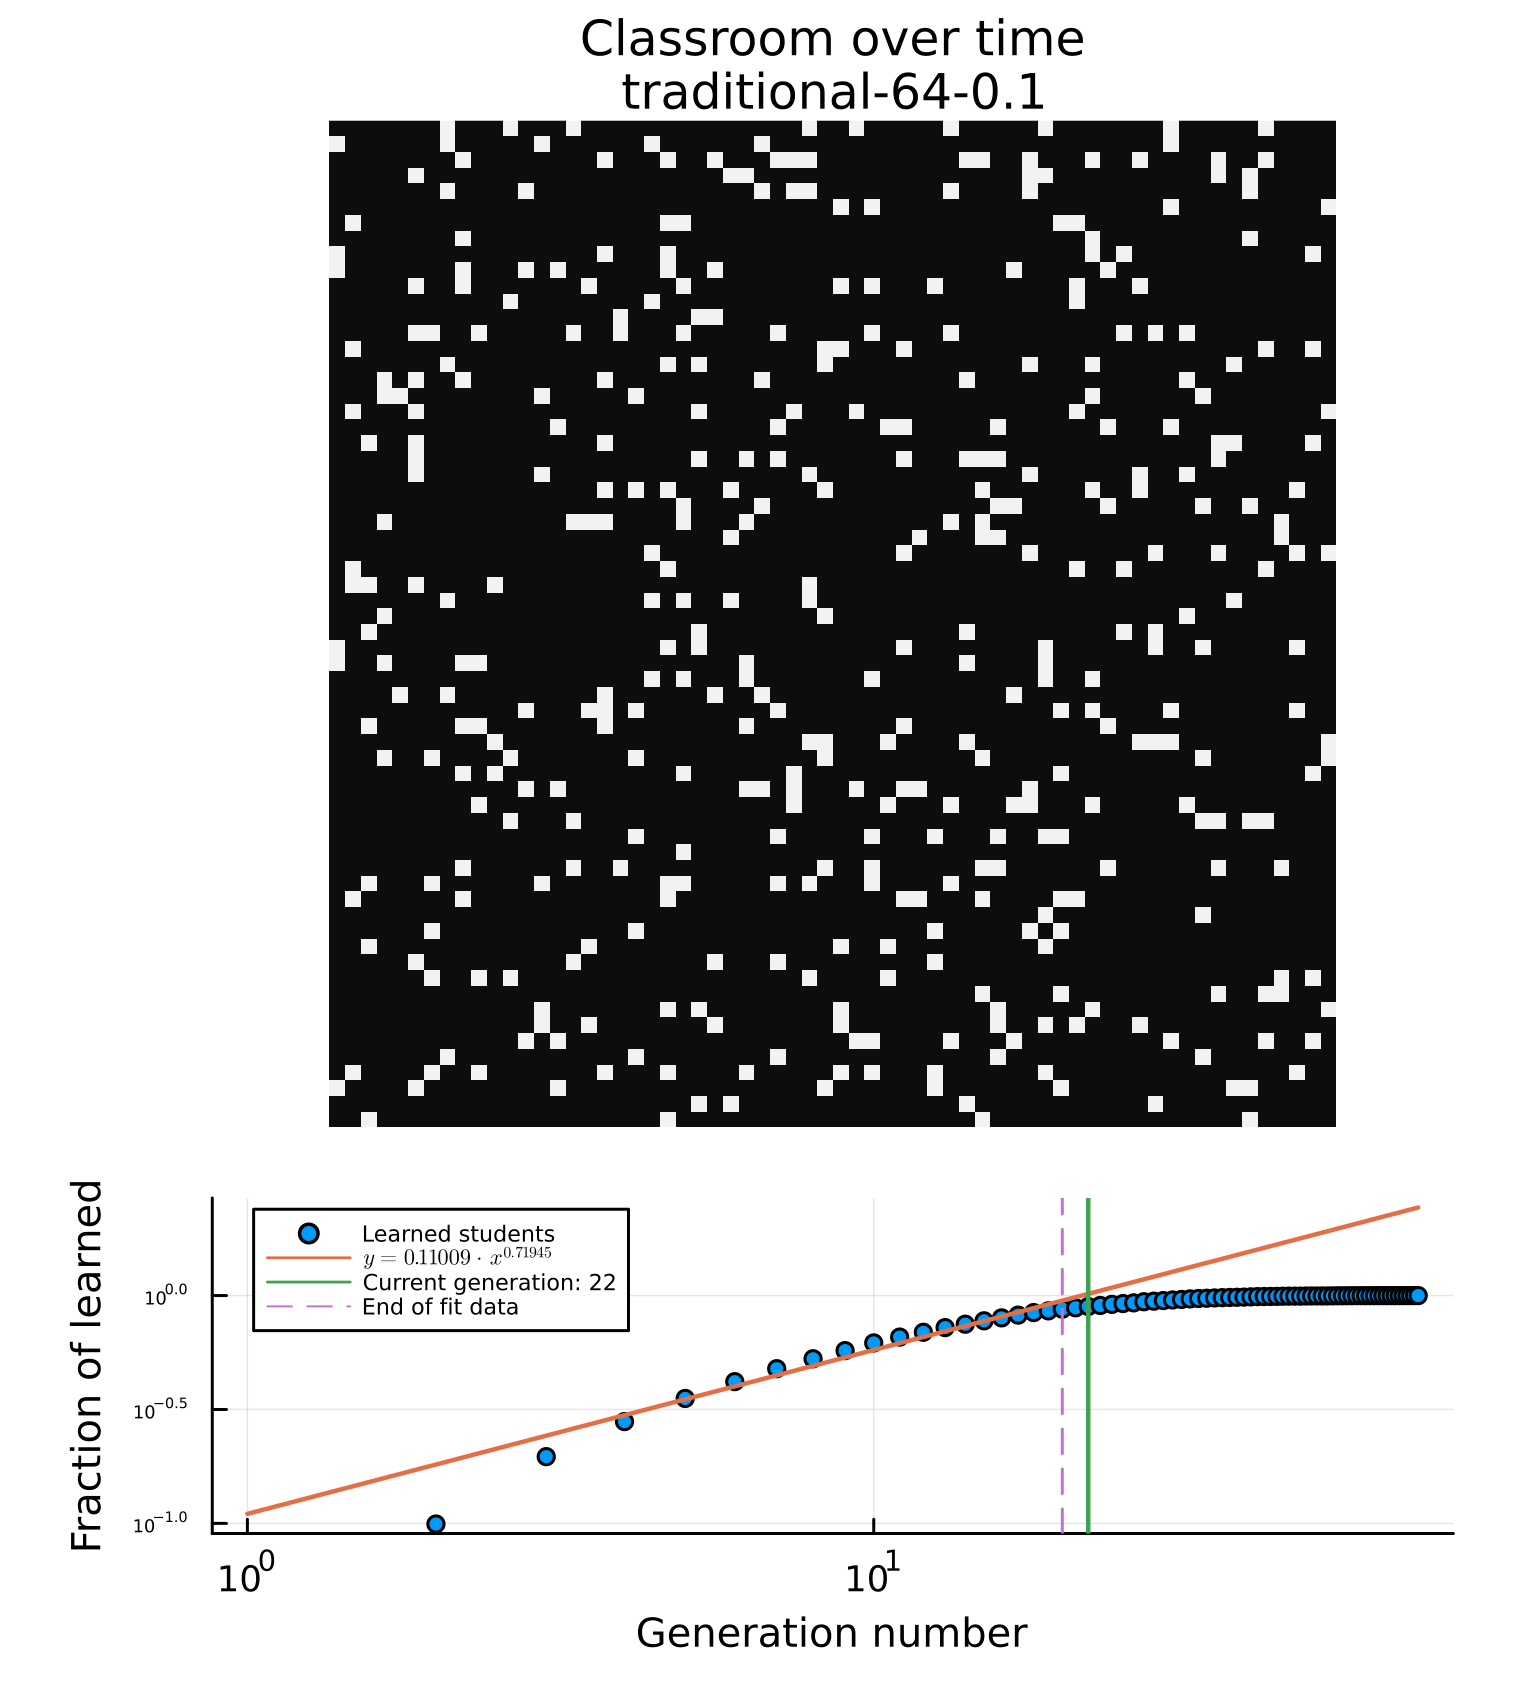 Classroom over time
traditional-64-0.1
Fraction of learned
Learned students
y = 0.11009 · x^0.71945
Current generation: 22
End of fit data
10^0.0
10^−0.5
10^−1.0
10^0
10^1
Generation number